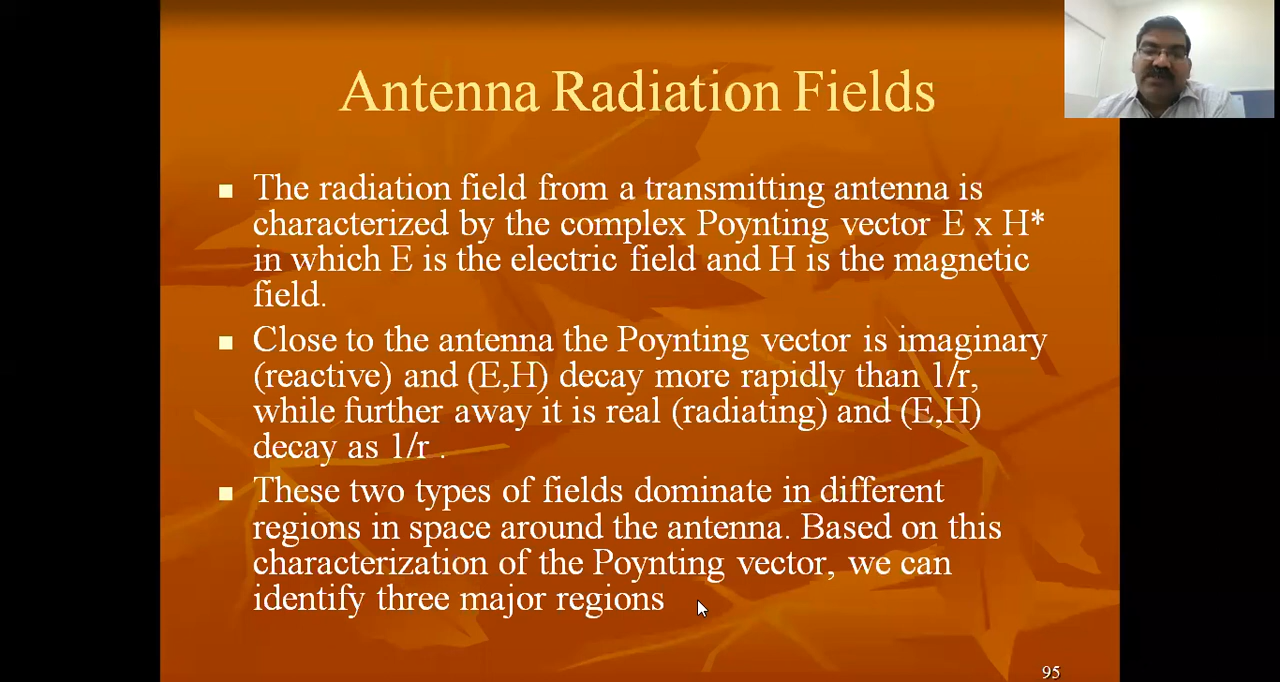 Antenna Radiation Fields
The radiation field from a transmitting antenna is
characterized by the complex Poynting vector E x H*
in which E is the electric field and H is the magnetic
field.
Close to the antenna the Poynting vector is imaginary
(reactive) and (E,H) decay more rapidly than 1/r,
while further away it is real (radiating) and (E,H)
decay as 1/r .
These two types of fields dominate in different
regions in space around the antenna. Based on this
characterization of the Poynting vector, we can
identify three major regions
95